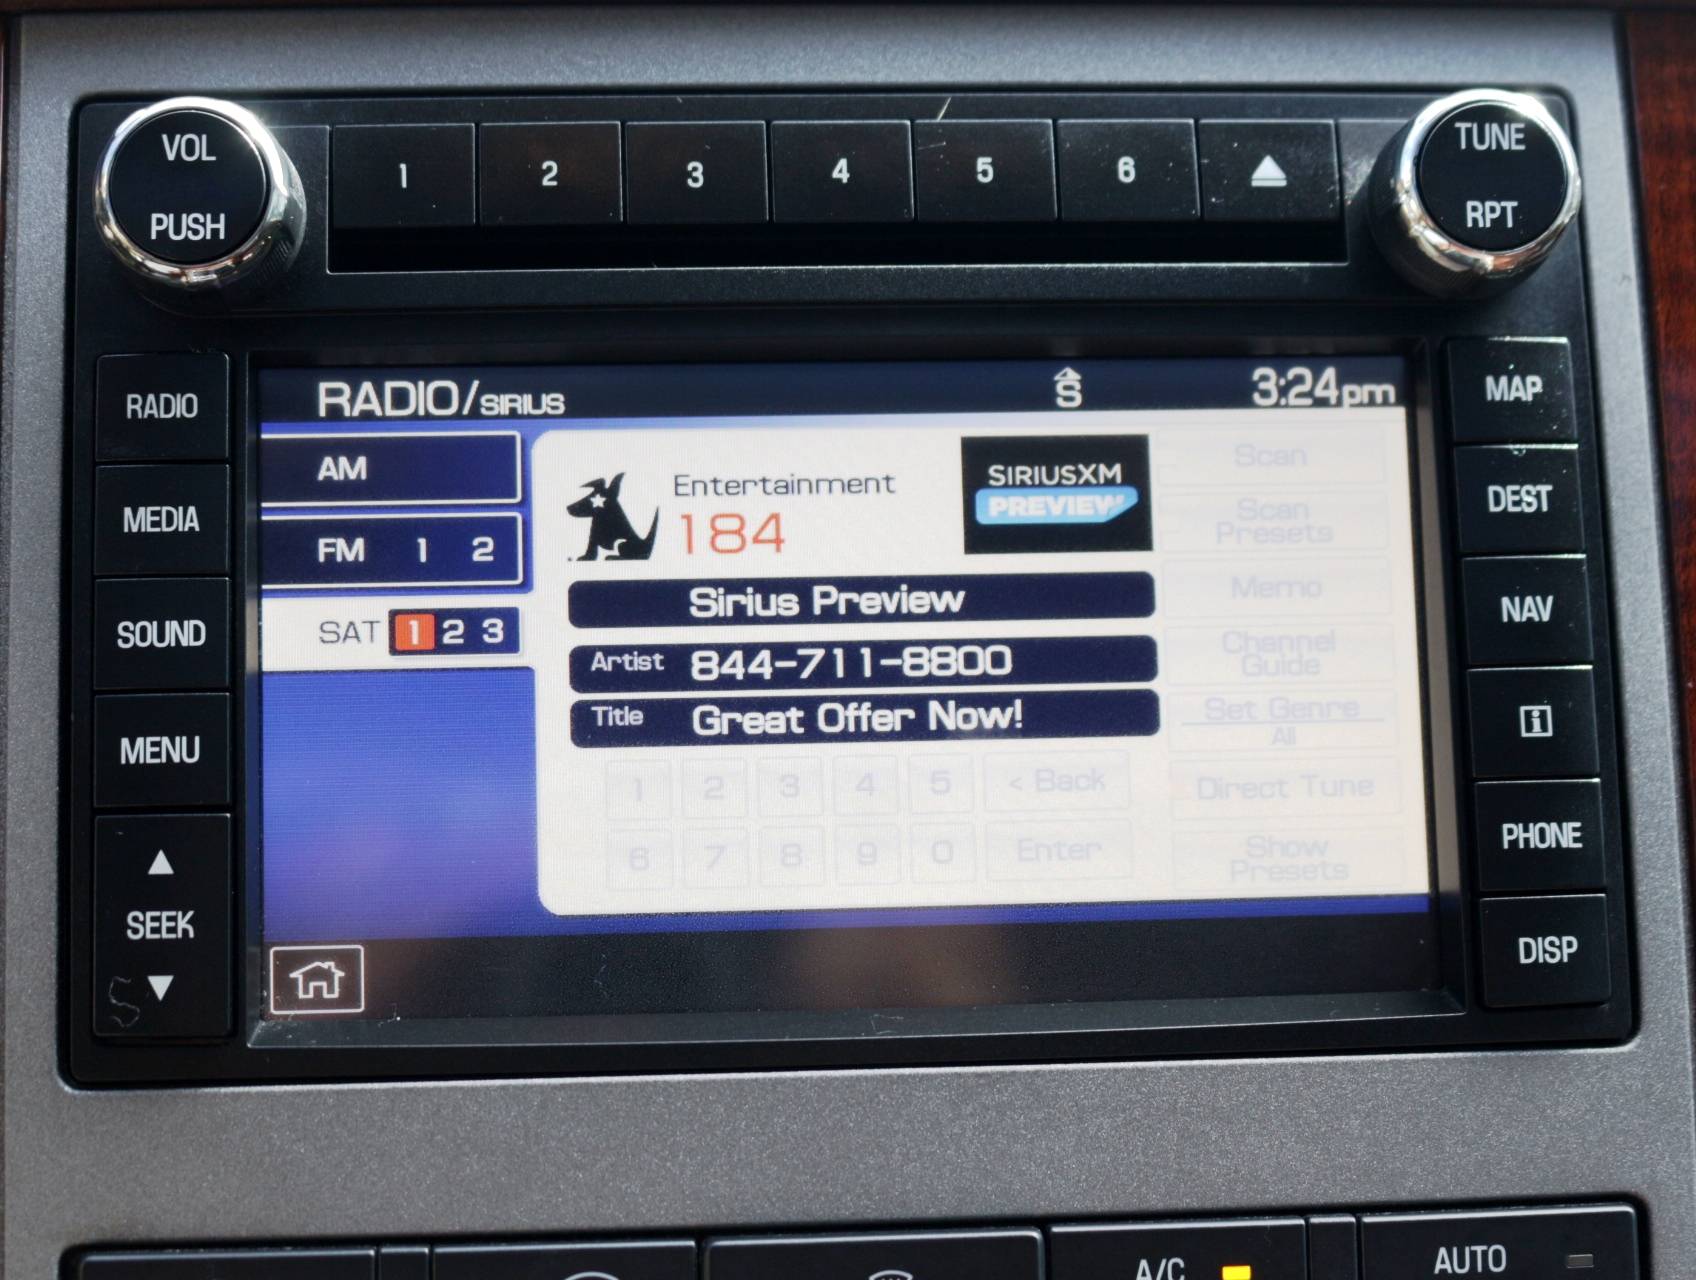 VOL
PUSH
1 2 3 4 5 6
TUNE
RPT
RADIO
MEDIA
SOUND
MENU
SEEK
RADIO/SIRIUS
S
3:24pm
AM
FM 1 2
SAT 1 2 3
Entertainment
184
SIRIUSXM
PREVIEW
Sirius Preview
Artist 844-711-8800
Title Great Offer Now!
1 2 3 4 5 < Back
6 7 8 9 0 Enter
Scan
Scan
Presets
Memo
Channel
Guide
Set Genre
All
Direct Tune
Show
Presets
MAP
DEST
NAV
i
PHONE
DISP
A/C
AUTO